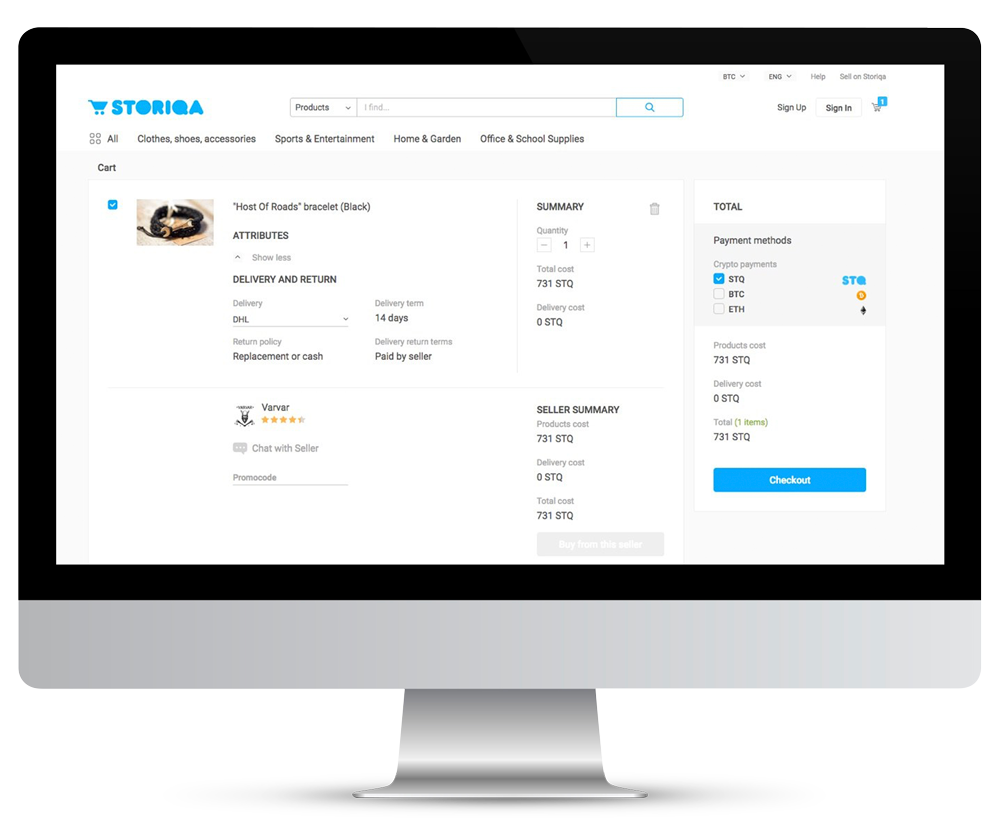 BTC ENG Help Sell on Storiqa
STORIQA Products I find... Sign Up Sign In 1
All Clothes, shoes, accessories Sports & Entertainment Home & Garden Office & School Supplies
Cart
"Host Of Roads" bracelet (Black)
ATTRIBUTES
Show less
DELIVERY AND RETURN
Delivery
DHL
Delivery term
14 days
Return policy
Replacement or cash
Delivery return terms
Paid by seller
SUMMARY
Quantity
− 1 +
Total cost
731 STQ
Delivery cost
0 STQ
Varvar
Chat with Seller
Promocode
SELLER SUMMARY
Products cost
731 STQ
Delivery cost
0 STQ
Total cost
731 STQ
Buy from this seller
TOTAL
Payment methods
Crypto payments
STQ STQ
BTC
ETH
Products cost
731 STQ
Delivery cost
0 STQ
Total (1 items)
731 STQ
Checkout